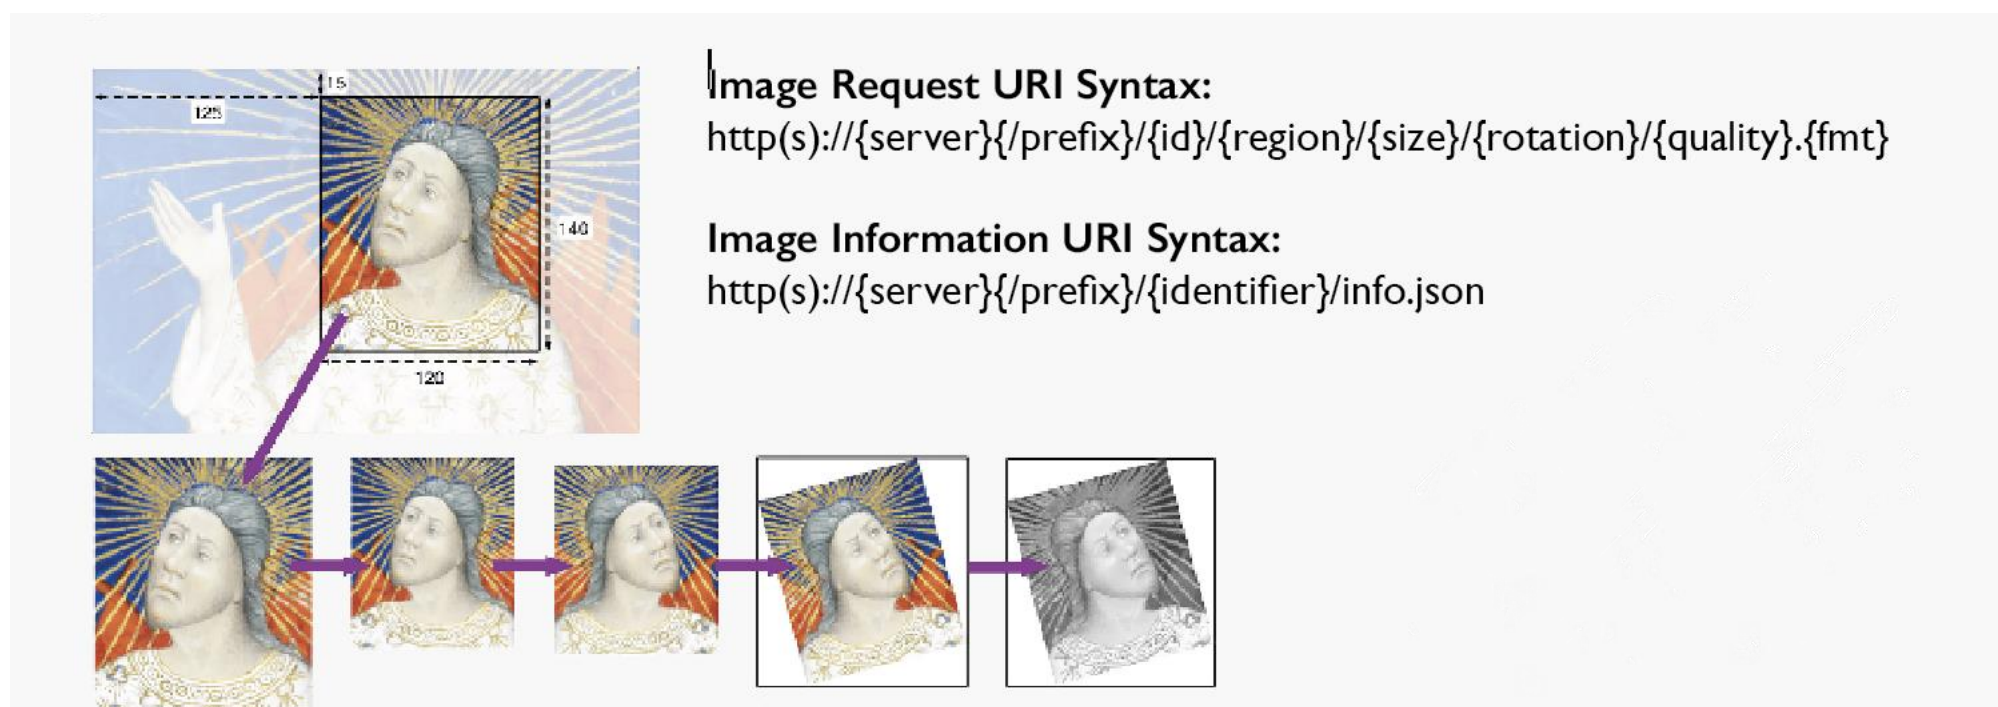 15
125
140
120
Image Request URI Syntax:
http(s)://{server}{/prefix}/{id}/{region}/{size}/{rotation}/{quality}.{fmt}
Image Information URI Syntax:
http(s)://{server}{/prefix}/{identifier}/info.json